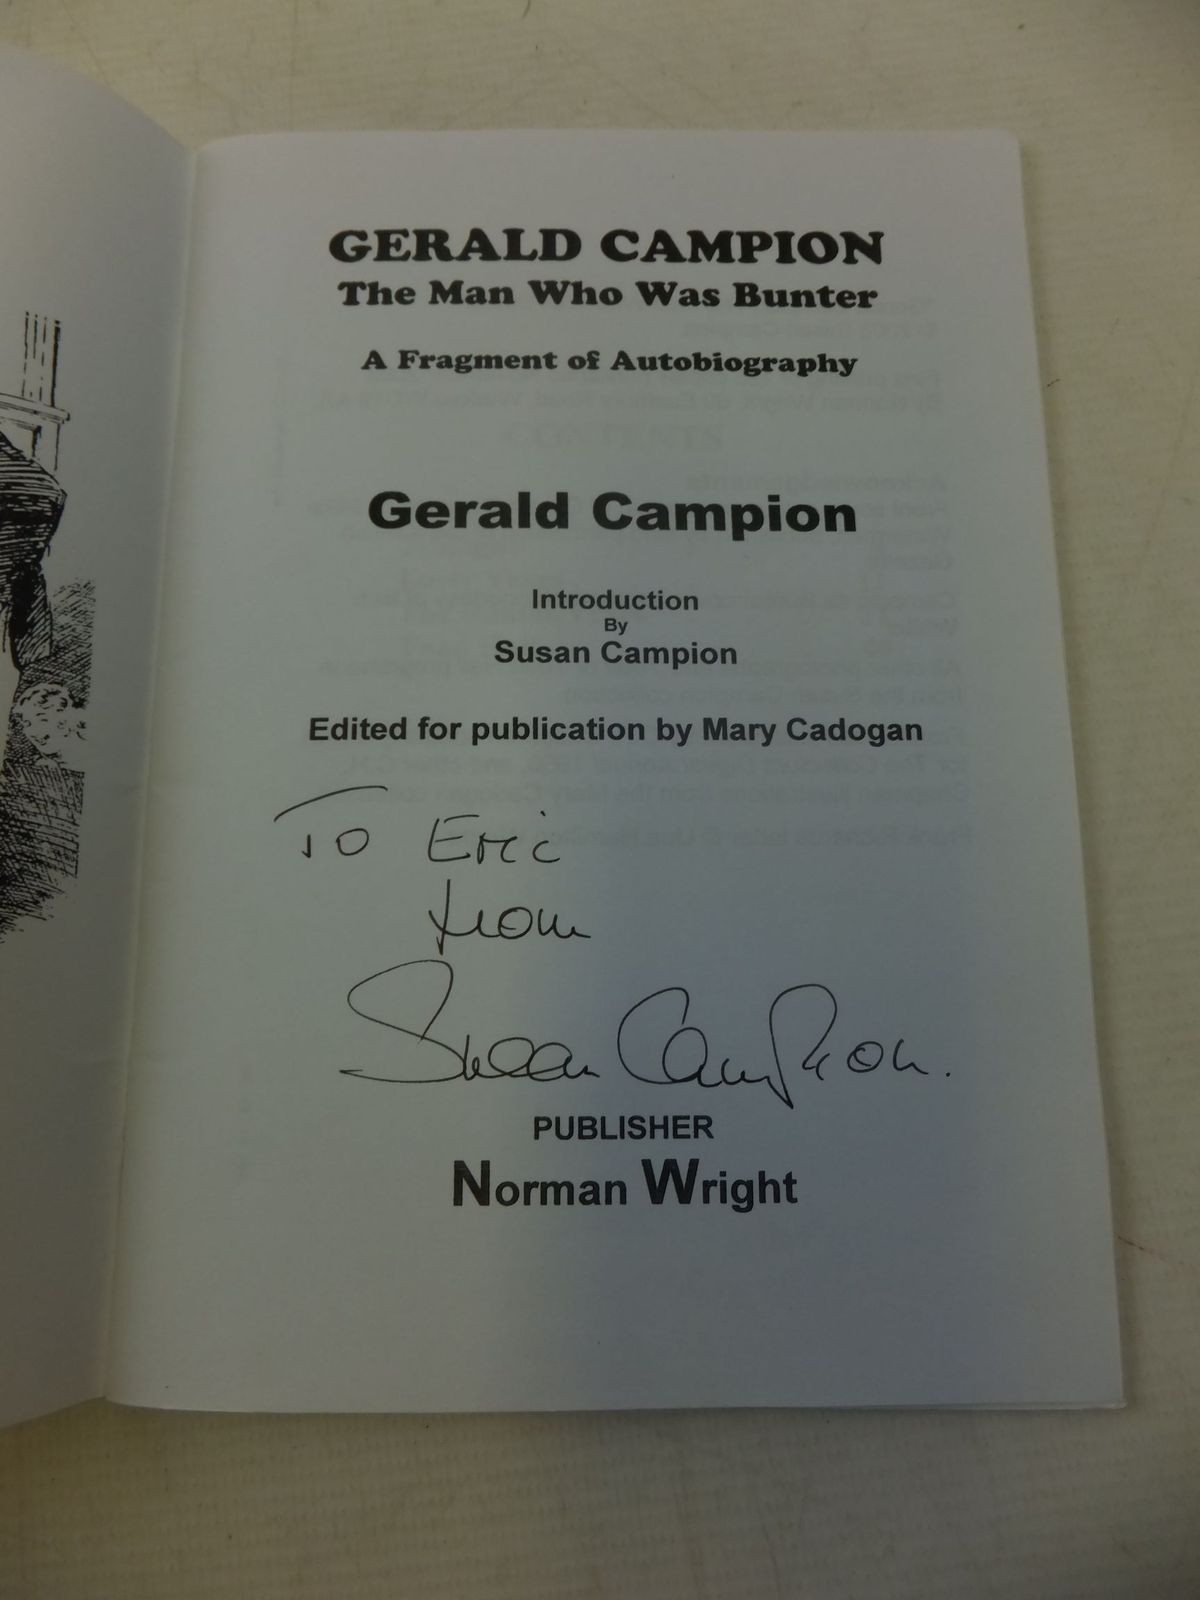 GERALD CAMPION
The Man Who Was Bunter
A Fragment of Autobiography
Gerald Campion
Introduction
By
Susan Campion
Edited for publication by Mary Cadogan
To Eric
from
Susan Campion.
PUBLISHER
Norman Wright